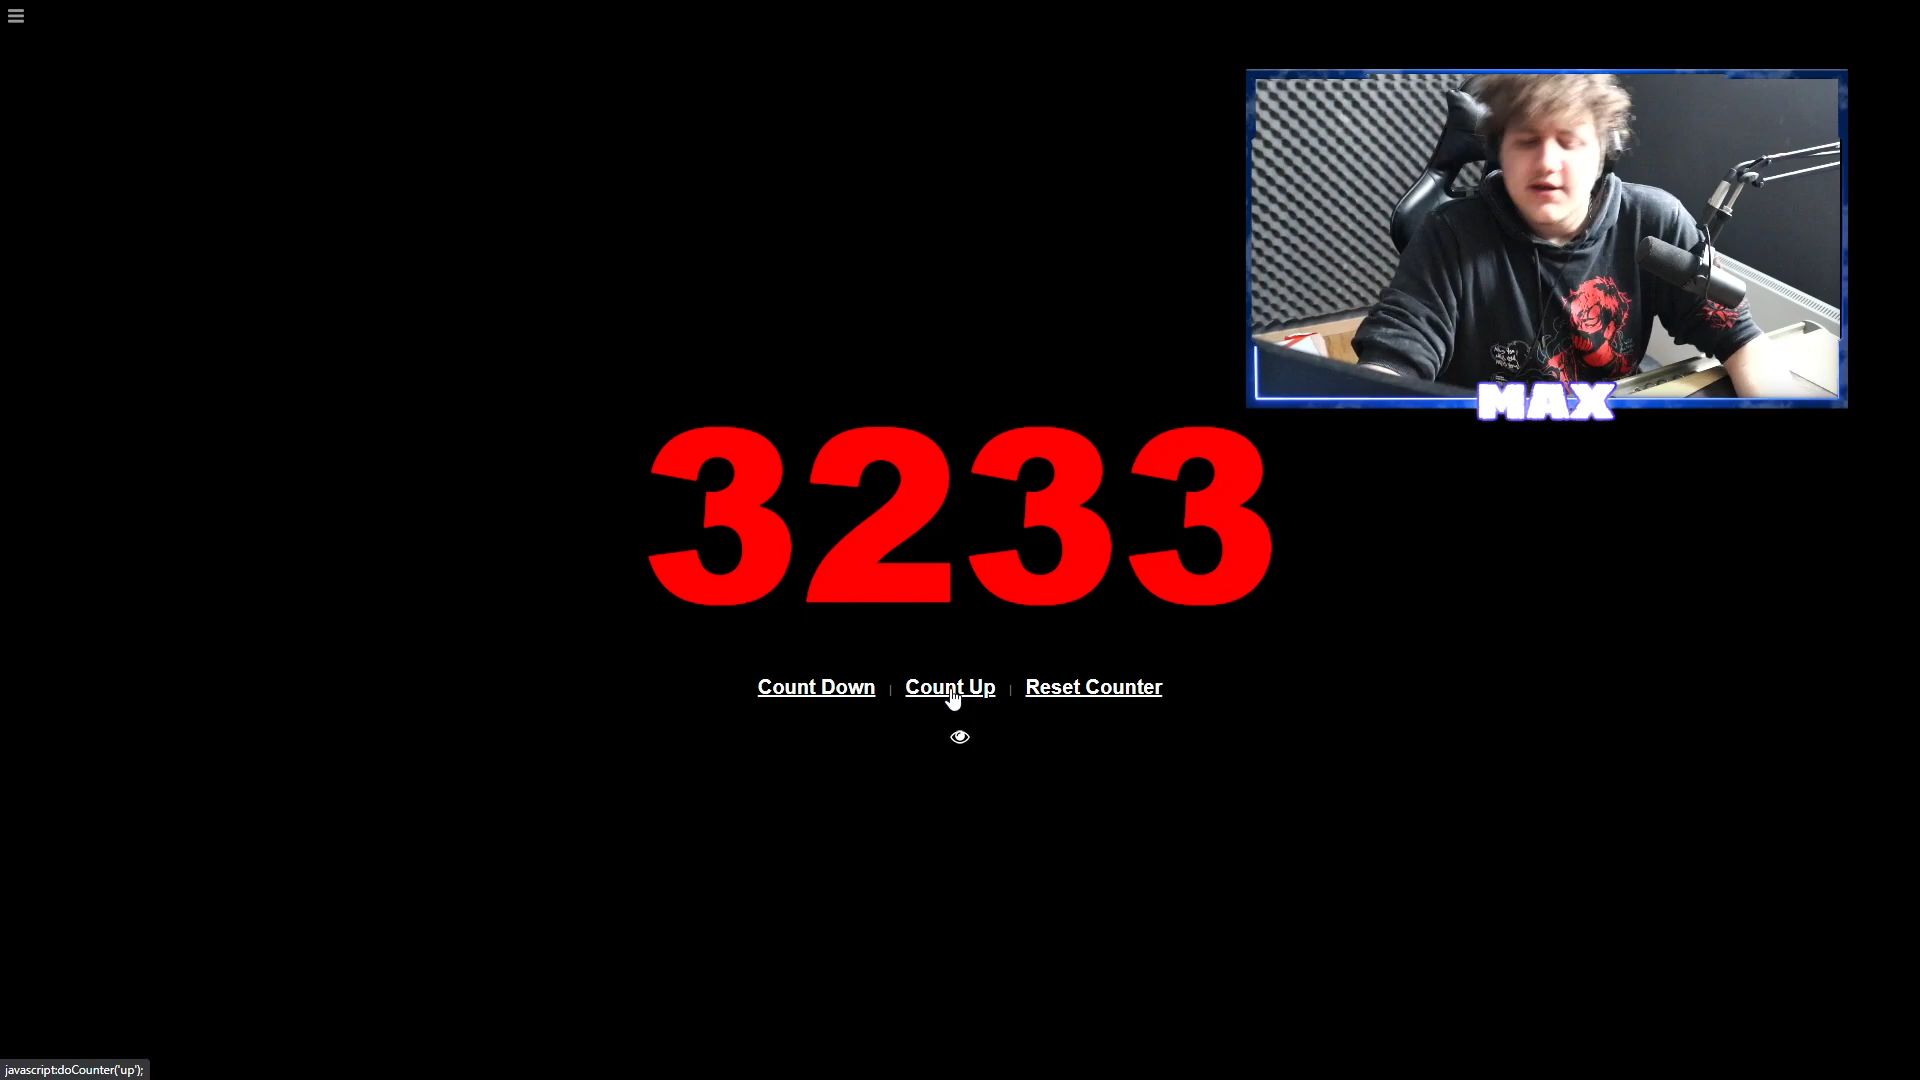 MAX
3233
Count Down | Count Up | Reset Counter
javascript:doCounter('up');